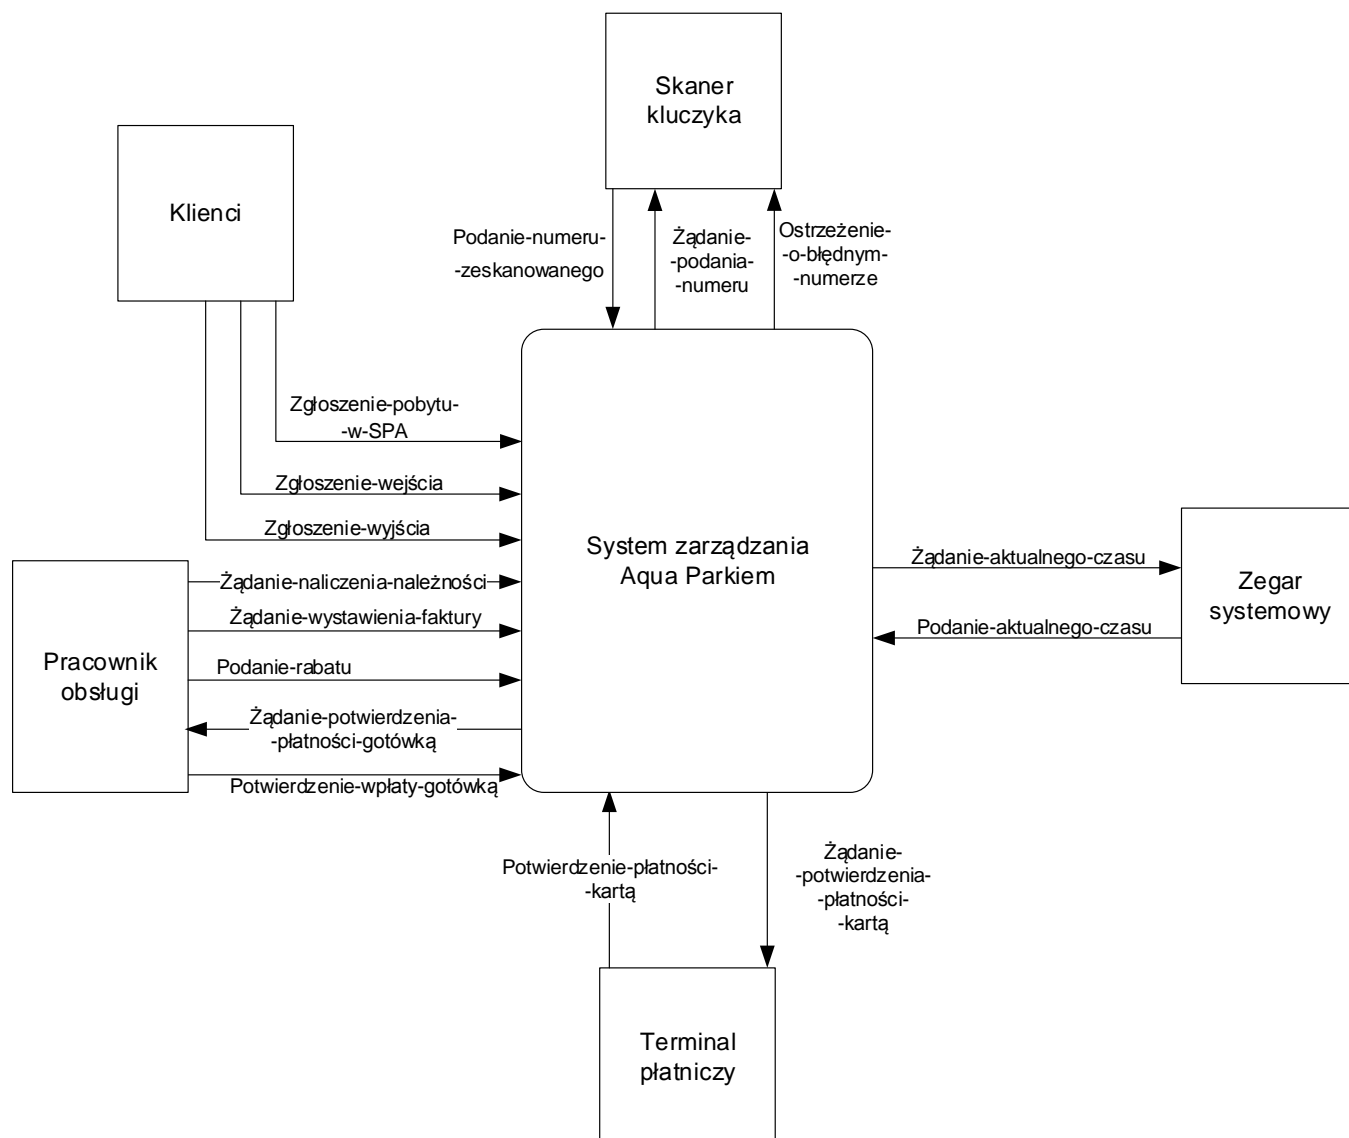 Skaner
kluczyka
Klienci
Podanie-numeru-
-zeskanowanego
Żądanie-
-podania-
-numeru
Ostrzeżenie-
-o-błędnym-
-numerze
Zgłoszenie-pobytu-
-w-SPA
Zgłoszenie-wejścia
Zgłoszenie-wyjścia
System zarządzania
Aqua Parkiem
Żądanie-aktualnego-czasu
Podanie-aktualnego-czasu
Zegar
systemowy
Pracownik
obsługi
Żądanie-naliczenia-należności
Żądanie-wystawienia-faktury
Podanie-rabatu
Żądanie-potwierdzenia-
-płatności-gotówką
Potwierdzenie-wpłaty-gotówką
Potwierdzenie-płatności-
-kartą
Żądanie-
-potwierdzenia-
-płatności-
-kartą
Terminal
płatniczy